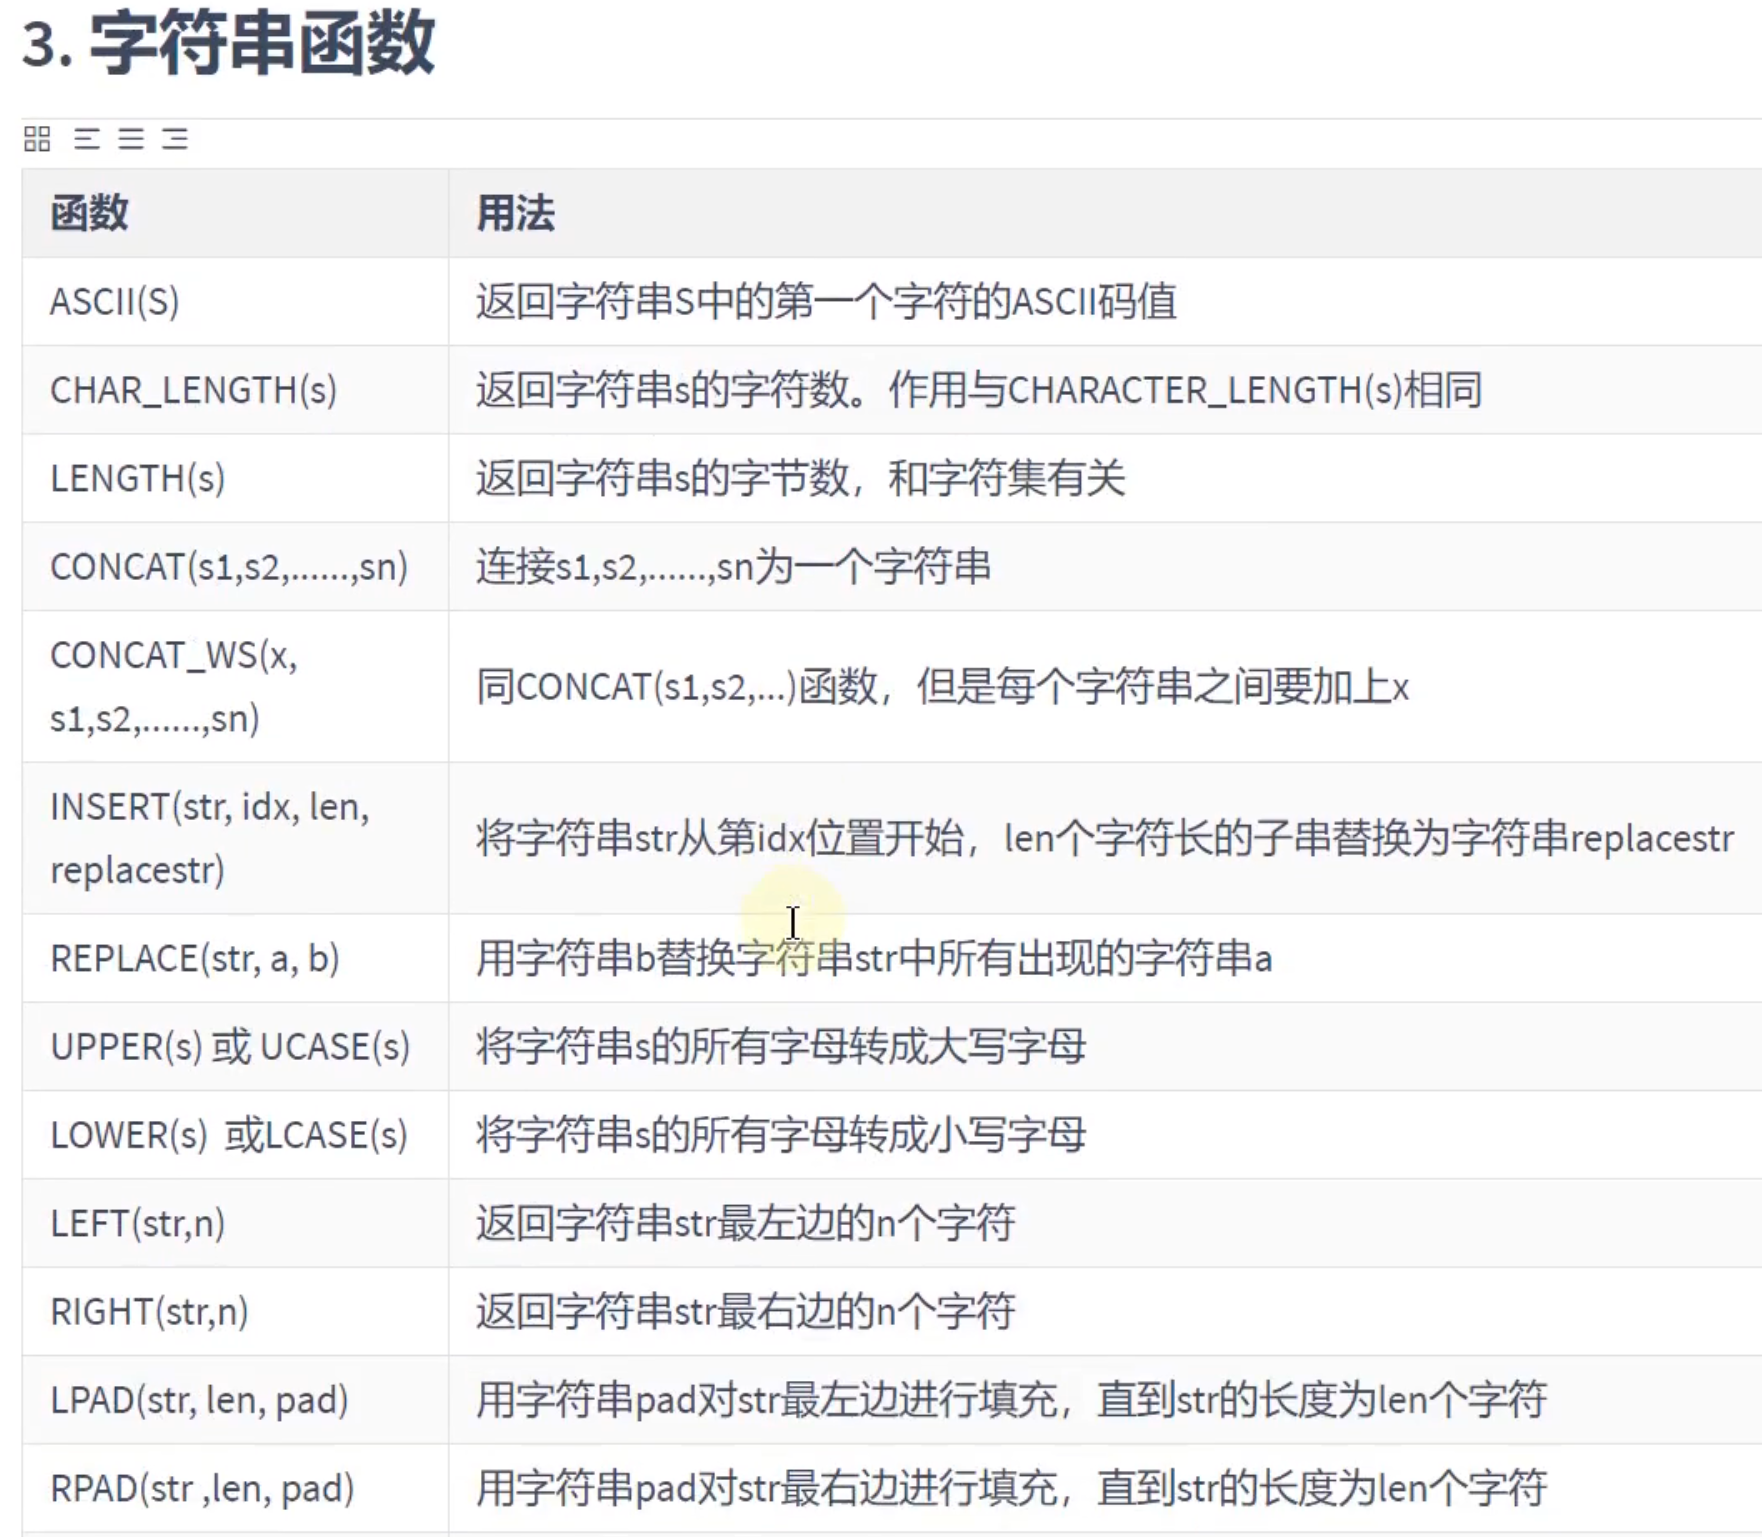 3. 字符串函数
函数 用法
ASCII(S) 返回字符串S中的第一个字符的ASCII码值
CHAR_LENGTH(s) 返回字符串s的字符数。作用与CHARACTER_LENGTH(s)相同
LENGTH(s) 返回字符串s的字节数，和字符集有关
CONCAT(s1,s2,......,sn) 连接s1,s2,......,sn为一个字符串
CONCAT_WS(x,
s1,s2,......,sn) 同CONCAT(s1,s2,...)函数，但是每个字符串之间要加上x
INSERT(str, idx, len,
replacestr) 将字符串str从第idx位置开始，len个字符长的子串替换为字符串replacestr
REPLACE(str, a, b) 用字符串b替换字符串str中所有出现的字符串a
UPPER(s) 或 UCASE(s) 将字符串s的所有字母转成大写字母
LOWER(s) 或LCASE(s) 将字符串s的所有字母转成小写字母
LEFT(str,n) 返回字符串str最左边的n个字符
RIGHT(str,n) 返回字符串str最右边的n个字符
LPAD(str, len, pad) 用字符串pad对str最左边进行填充，直到str的长度为len个字符
RPAD(str ,len, pad) 用字符串pad对str最右边进行填充，直到str的长度为len个字符